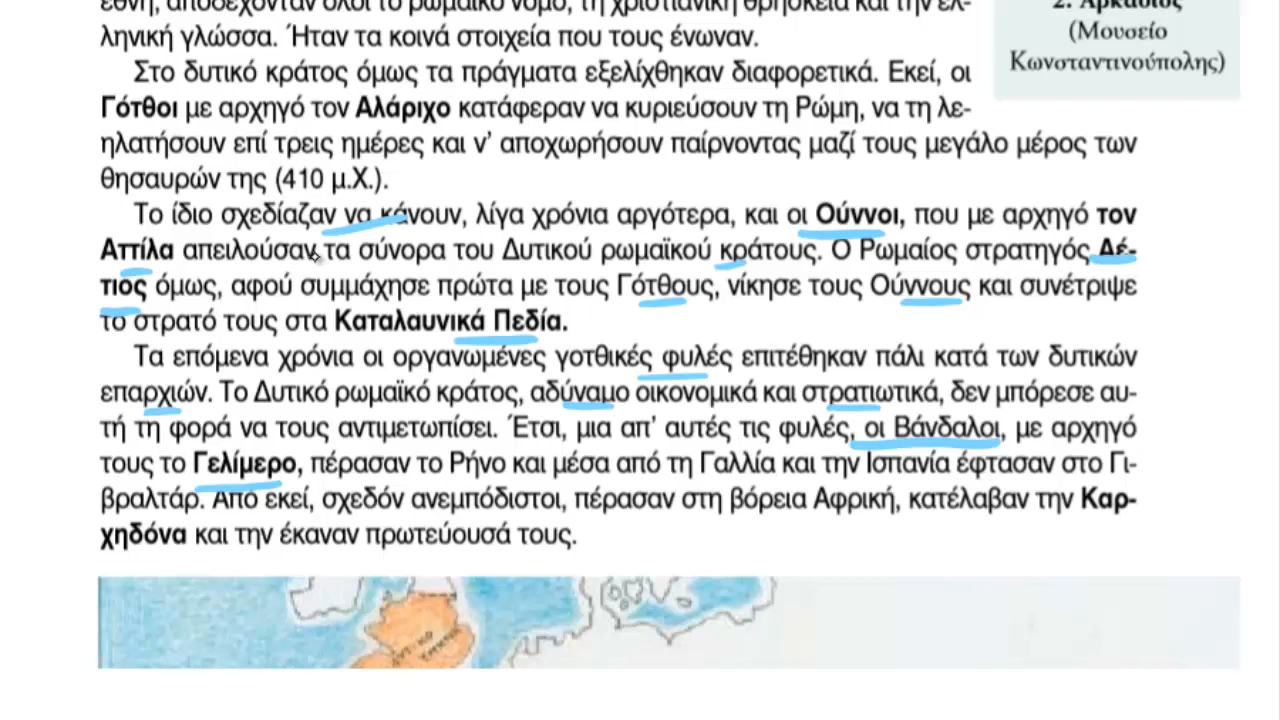 έθνη, αποδέχονταν όλοι το ρωμαϊκό νόμο, τη χριστιανική θρησκεία και την ελ-
ληνική γλώσσα. Ήταν τα κοινά στοιχεία που τους ένωναν.
2. Αρκάδιος
(Μουσείο
Κωνσταντινούπολης)
Στο δυτικό κράτος όμως τα πράγματα εξελίχθηκαν διαφορετικά. Εκεί, οι
Γότθοι με αρχηγό τον Αλάριχο κατάφεραν να κυριεύσουν τη Ρώμη, να τη λε-
ηλατήσουν επί τρεις ημέρες και ν’ αποχωρήσουν παίρνοντας μαζί τους μεγάλο μέρος των
θησαυρών της (410 μ.Χ.).
Το ίδιο σχεδίαζαν να κάνουν, λίγα χρόνια αργότερα, και οι Ούννοι, που με αρχηγό τον
Αττίλα απειλούσαν τα σύνορα του Δυτικού ρωμαϊκού κράτους. Ο Ρωμαίος στρατηγός Αέ-
τιος όμως, αφού συμμάχησε πρώτα με τους Γότθους, νίκησε τους Ούννους και συνέτριψε
το στρατό τους στα Καταλαυνικά Πεδία.
Τα επόμενα χρόνια οι οργανωμένες γοτθικές φυλές επιτέθηκαν πάλι κατά των δυτικών
επαρχιών. Το Δυτικό ρωμαϊκό κράτος, αδύναμο οικονομικά και στρατιωτικά, δεν μπόρεσε αυ-
τή τη φορά να τους αντιμετωπίσει. Έτσι, μια απ’ αυτές τις φυλές, οι Βάνδαλοι, με αρχηγό
τους το Γελίμερο, πέρασαν το Ρήνο και μέσα από τη Γαλλία και την Ισπανία έφτασαν στο Γι-
βραλτάρ. Από εκεί, σχεδόν ανεμπόδιστοι, πέρασαν στη βόρεια Αφρική, κατέλαβαν την Καρ-
χηδόνα και την έκαναν πρωτεύουσά τους.